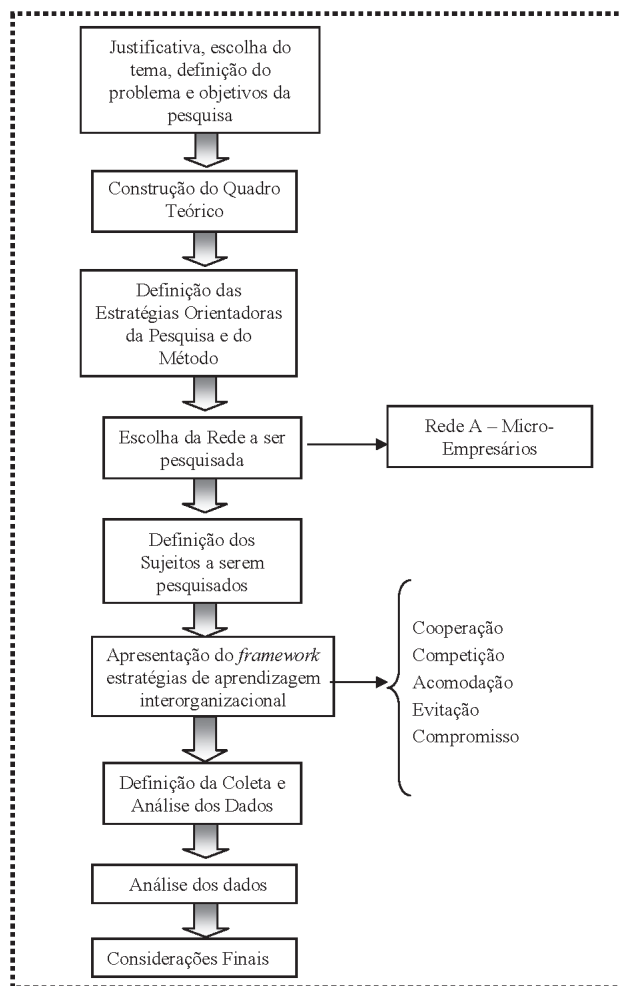 Justificativa, escolha do
tema, definição do
problema e objetivos da
pesquisa
Construção do Quadro
Teórico
Definição das
Estratégias Orientadoras
da Pesquisa e do
Método
Escolha da Rede a ser
pesquisada
Rede A – Micro-
Empresários
Definição dos
Sujeitos a serem
pesquisados
Apresentação do framework
estratégias de aprendizagem
interorganizacional
Cooperação
Competição
Acomodação
Evitação
Compromisso
Definição da Coleta e
Análise dos Dados
Análise dos dados
Considerações Finais